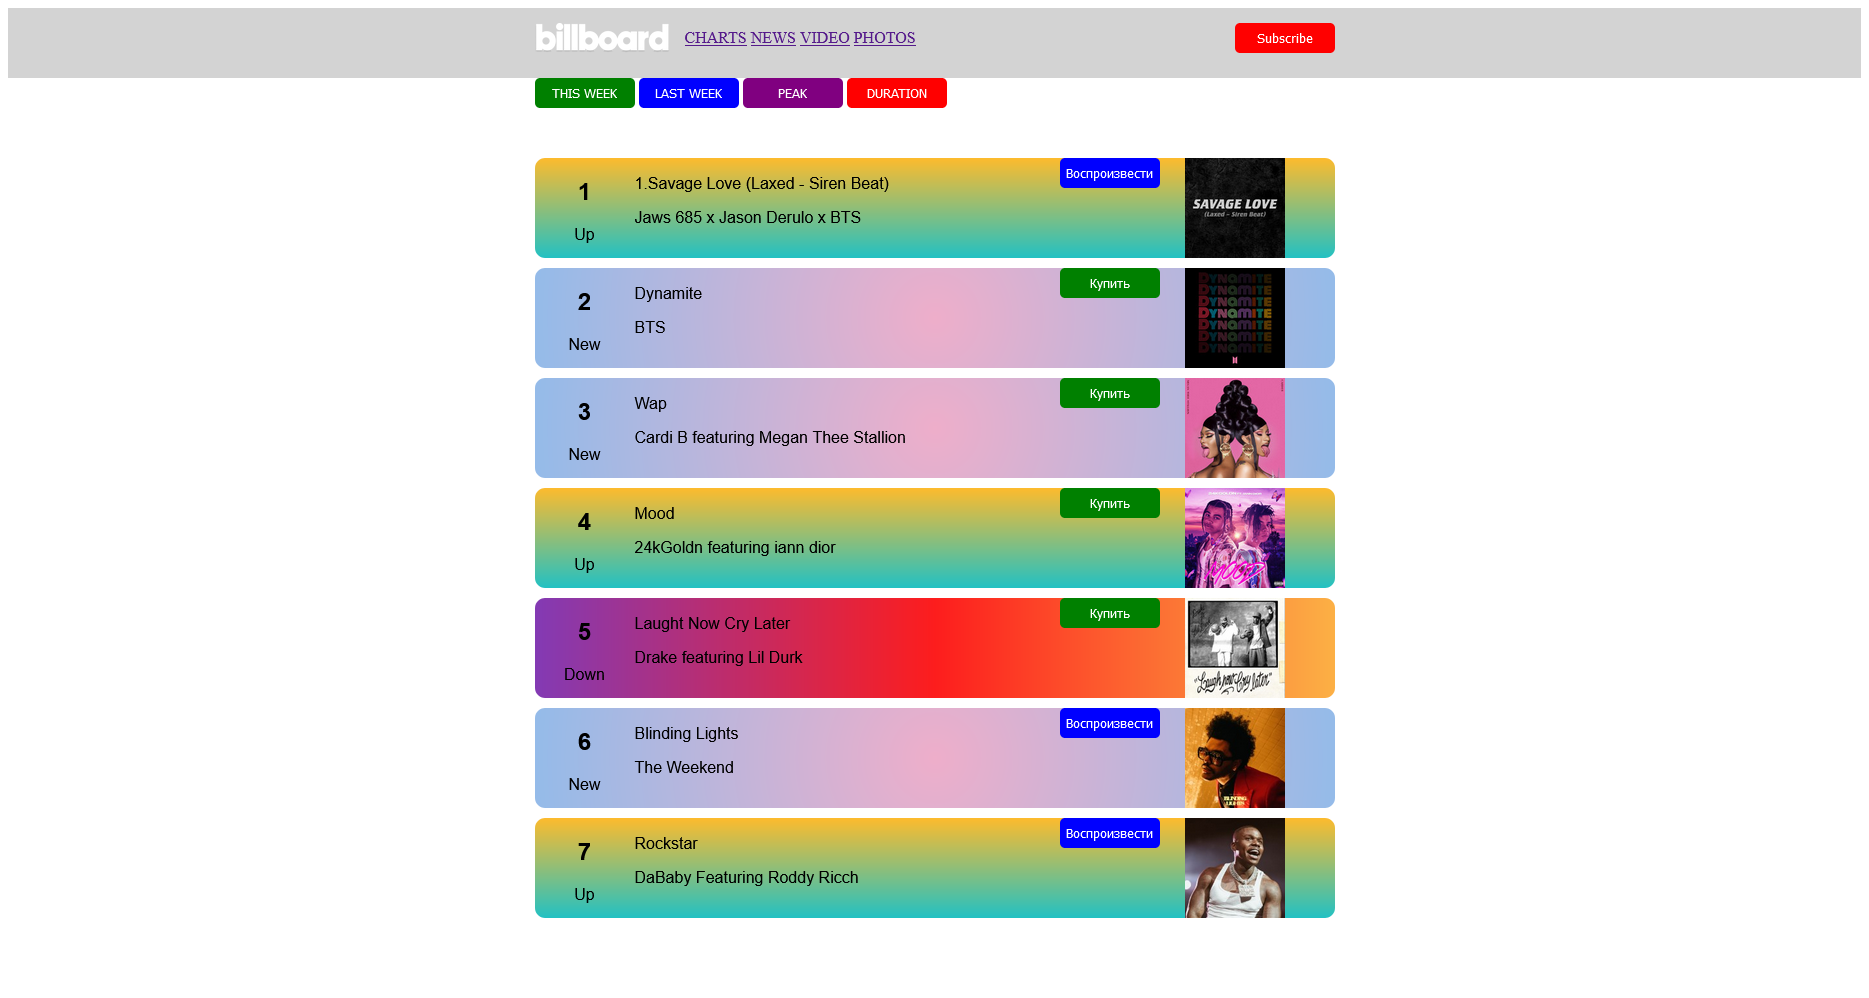 billboard CHARTS NEWS VIDEO PHOTOS Subscribe
THIS WEEK LAST WEEK PEAK DURATION
1
Up
1.Savage Love (Laxed - Siren Beat)
Jaws 685 x Jason Derulo x BTS
Воспроизвести
SAVAGE LOVE
(Laxed - Siren Beat)
2
New
Dynamite
BTS
Купить
DYNAMITE
DYNAMITE
DYNAMITE
DYNAMITE
DYNAMITE
DYNAMITE
DYNAMITE
3
New
Wap
Cardi B featuring Megan Thee Stallion
Купить
4
Up
Mood
24kGoldn featuring iann dior
Купить
MOOD
5
Down
Laught Now Cry Later
Drake featuring Lil Durk
Купить
"Laugh now Cry later"
6
New
Blinding Lights
The Weekend
Воспроизвести
BLINDING
LIGHTS
7
Up
Rockstar
DaBaby Featuring Roddy Ricch
Воспроизвести